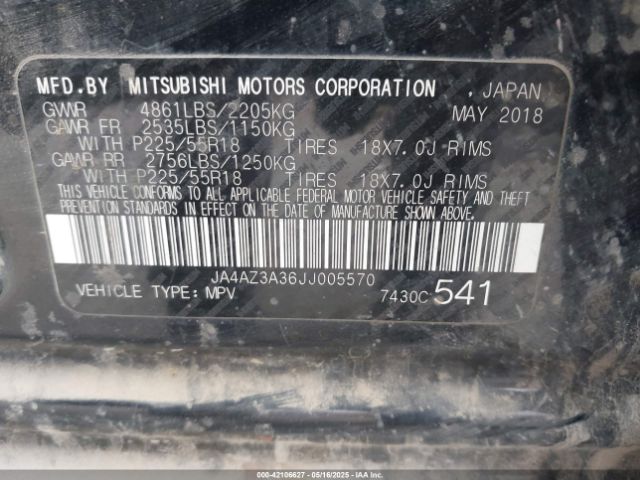 MFD.BY MITSUBISHI MOTORS CORPORATION , JAPAN
GVWR 4861LBS/2205KG MAY 2018
GAWR FR 2535LBS/1150KG
WITH P225/55R18 TIRES 18X7.0J RIMS
GAWR RR 2756LBS/1250KG
WITH P225/55R18 TIRES 18X7.0J RIMS
THIS VEHICLE CONFORMS TO ALL APPLICABLE FEDERAL MOTOR VEHICLE SAFETY AND THEFT
PREVENTION STANDARDS IN EFFECT ON THE DATE OF MANUFACTURE SHOWN ABOVE.
JA4AZ3A36JJ005570
VEHICLE TYPE: MPV 7430C 541
000-42106627 - 05/16/2025 - IAAI.COM